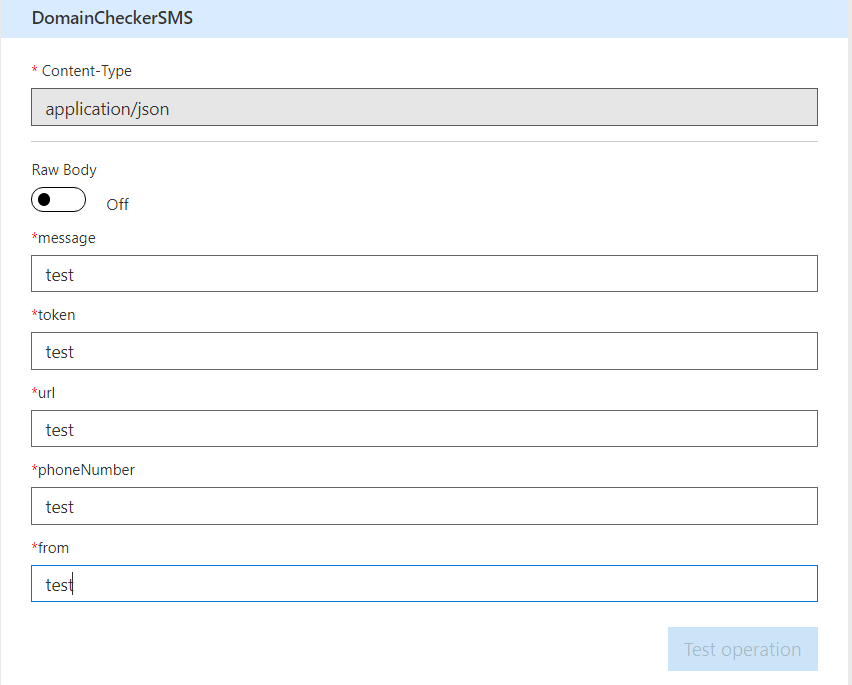 DomainCheckerSMS
* Content-Type
application/json
Raw Body
Off
*message
test
*token
test
*url
test
*phoneNumber
test
*from
test
Test operation